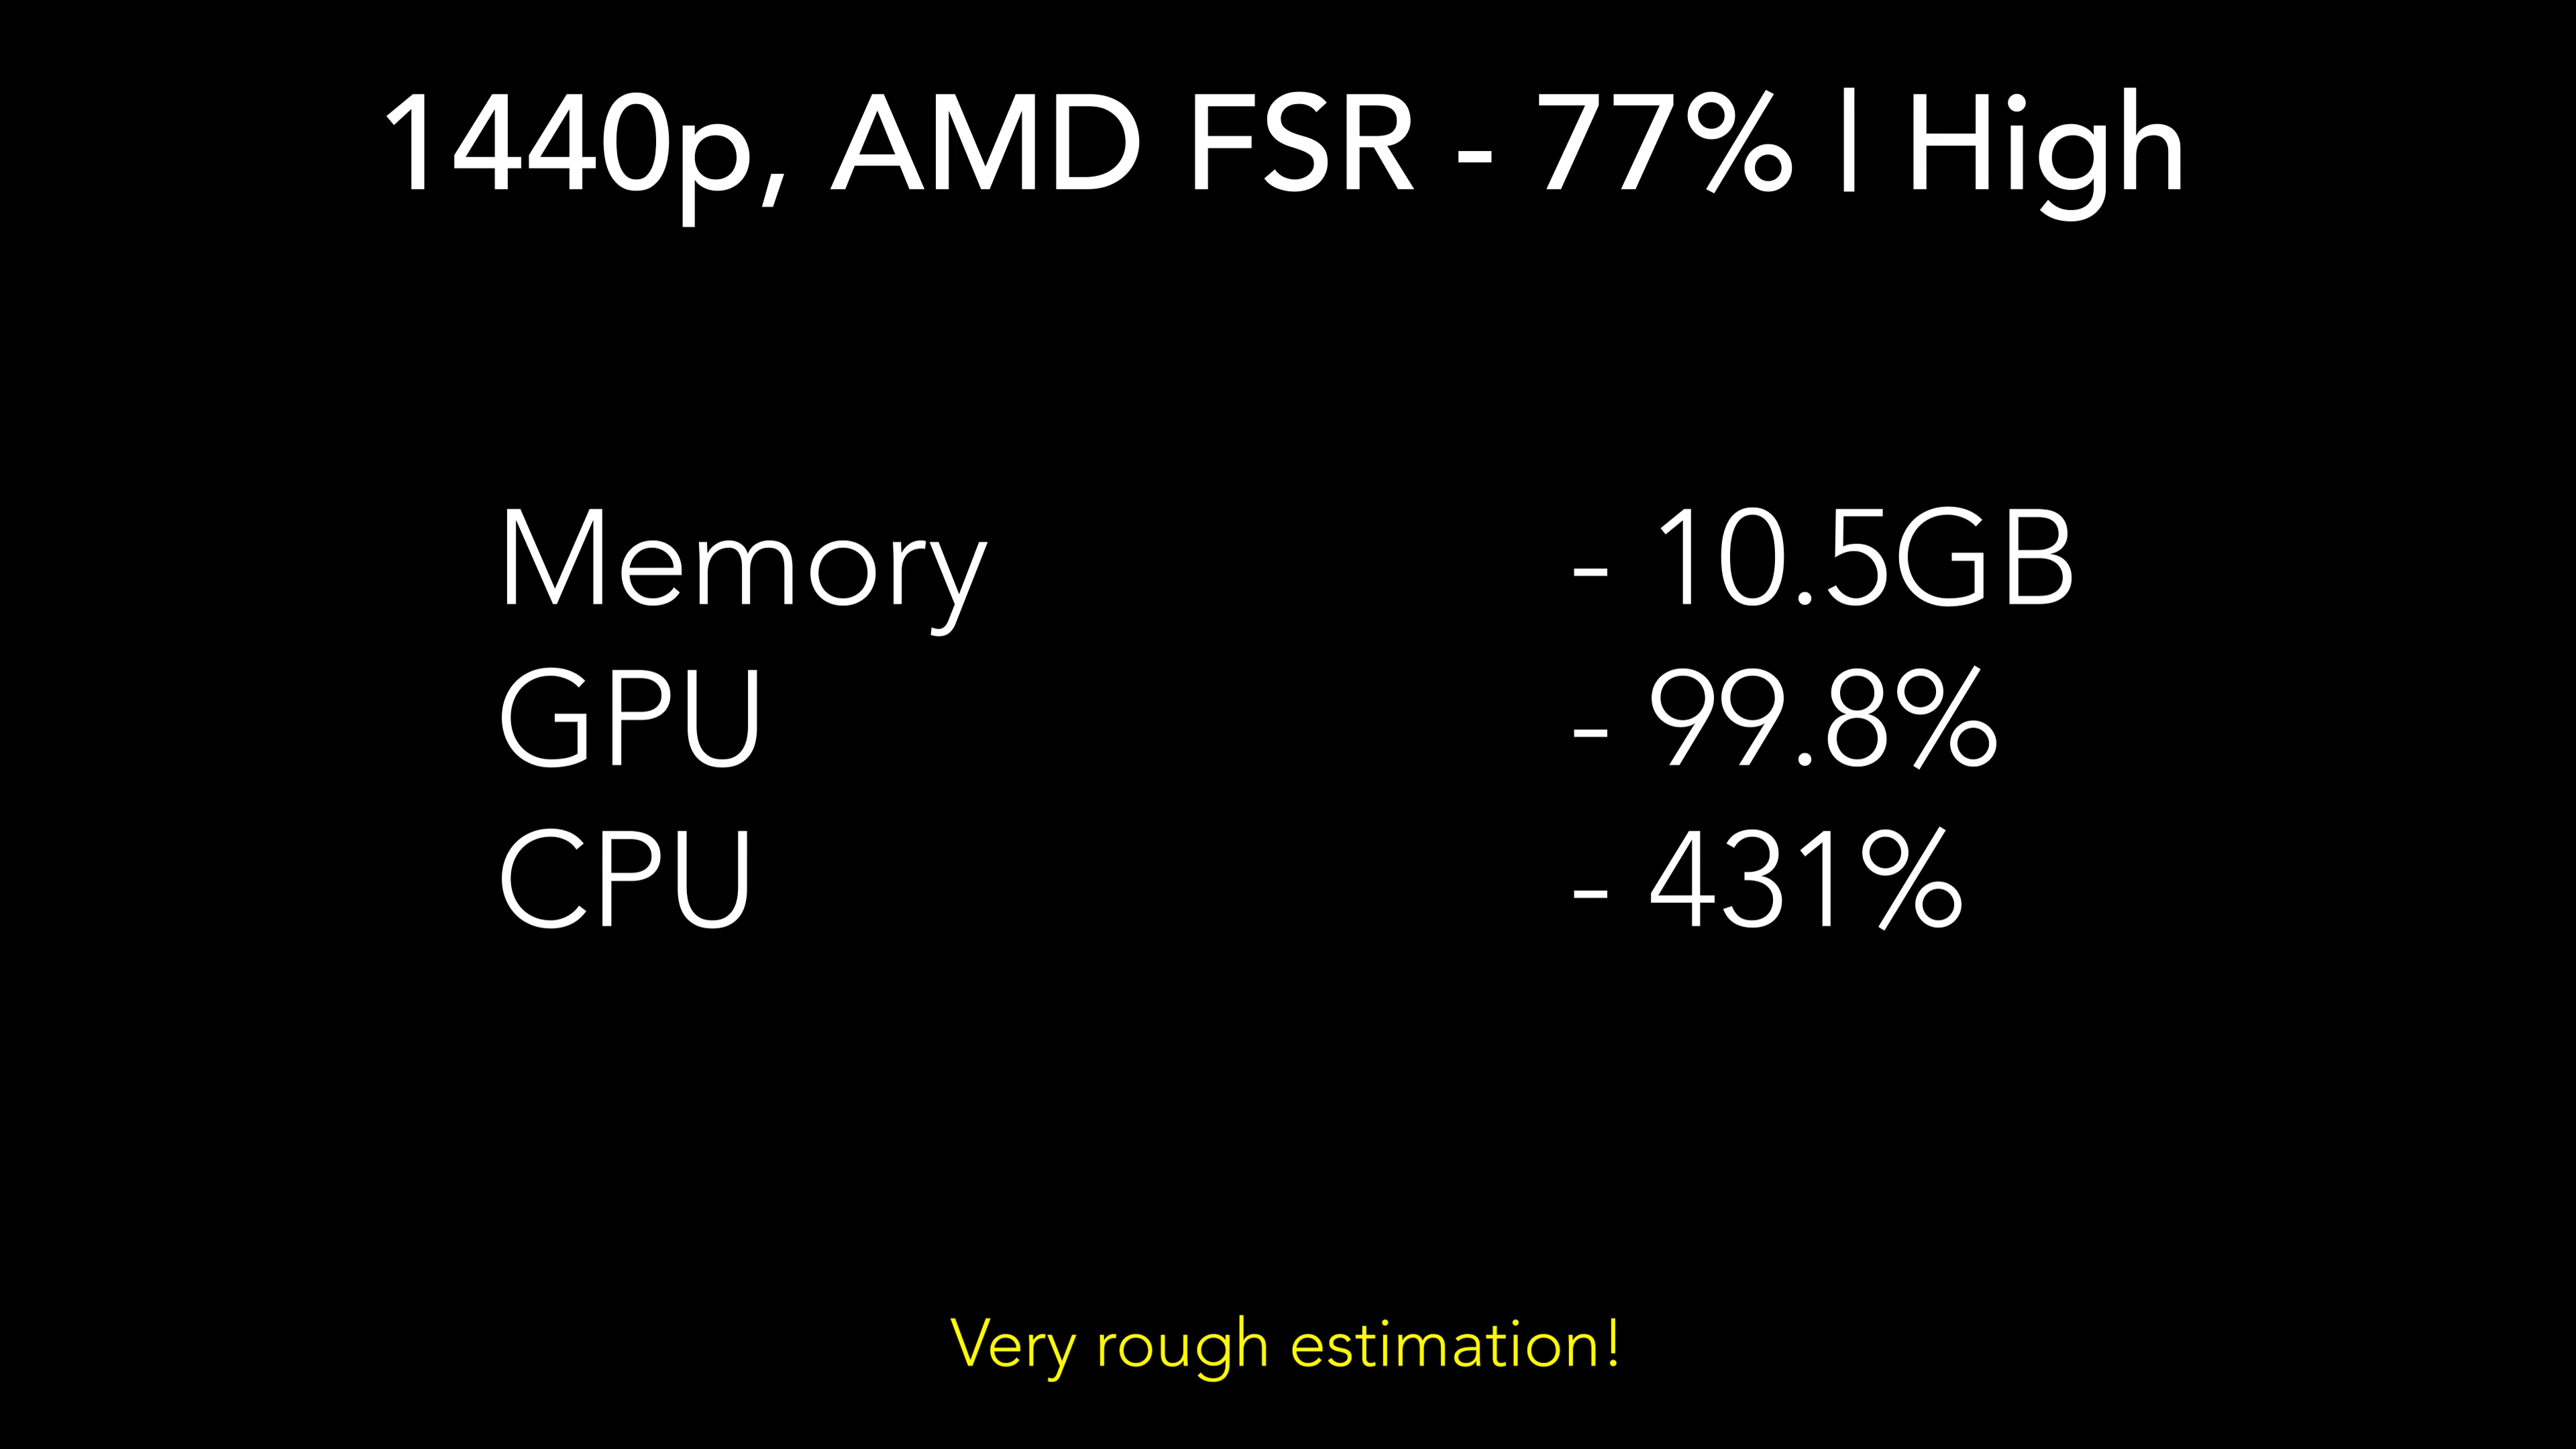 1440p, AMD FSR - 77% | High
Memory - 10.5GB
GPU - 99.8%
CPU - 431%
Very rough estimation!